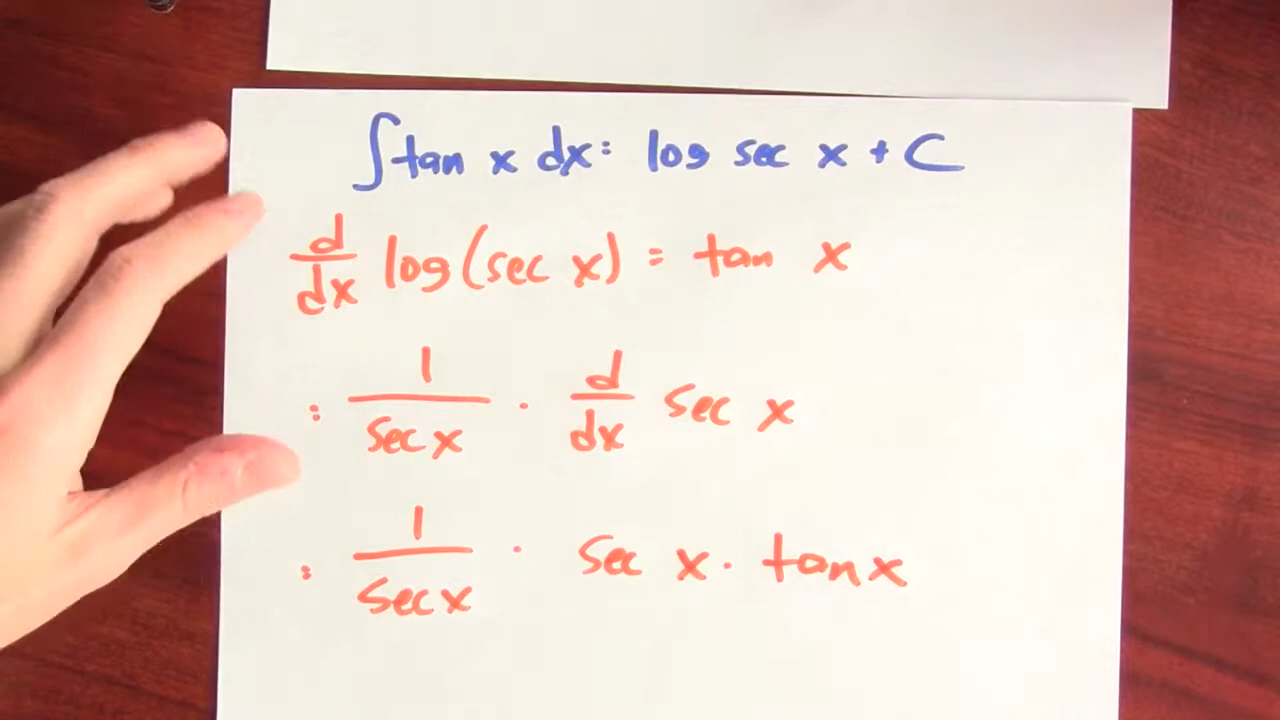 ∫ tan x dx = log sec x + C
d/dx log(sec x) = tan x
= 1/sec x · d/dx sec x
= 1/sec x · sec x · tan x